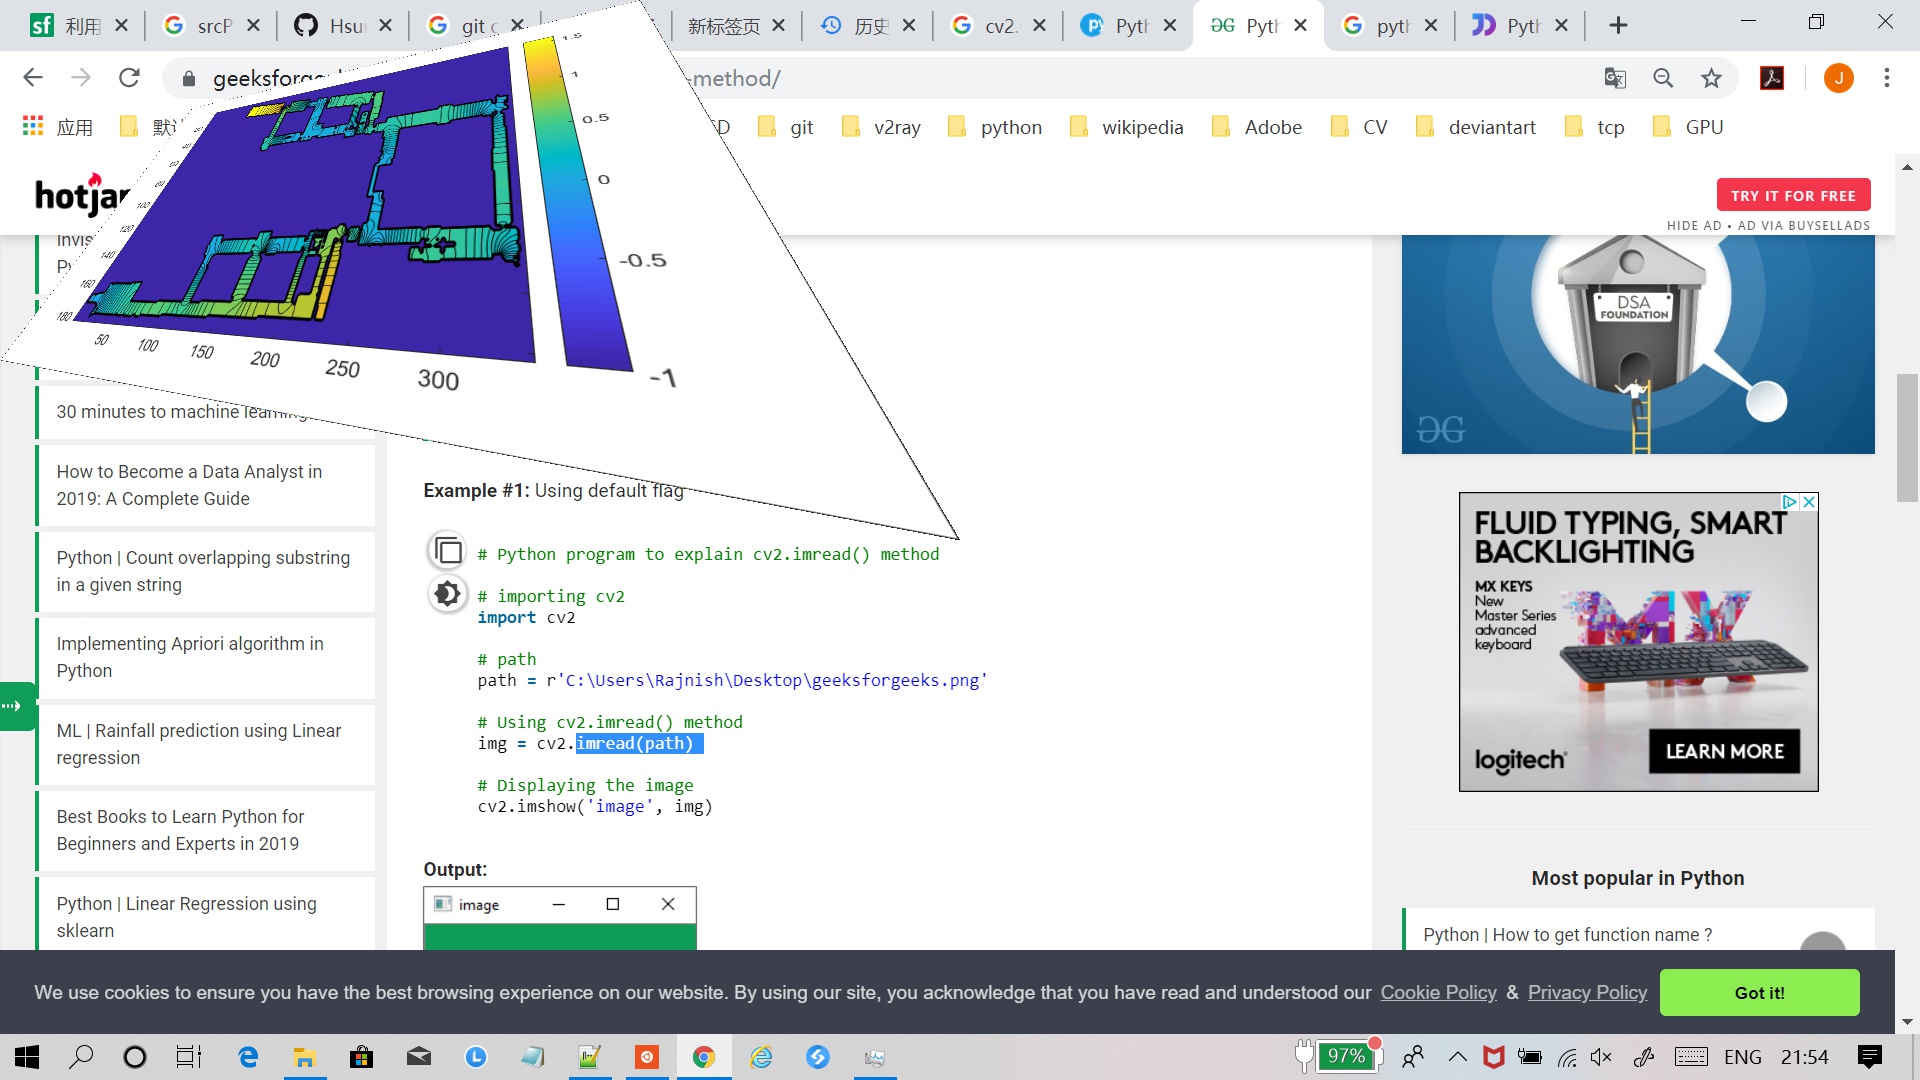 利用
srcP
Hsu
git c
新标签页
历史
cv2.
Pyth
Pyth
pyth
Pyth
geeksforge
-method/
J
应用
默认
CD
git
v2ray
python
wikipedia
Adobe
CV
deviantart
tcp
GPU
hotjar
TRY IT FOR FREE
HIDE AD • AD VIA BUYSELLADS
1.5
1
0.5
0
-0.5
-1
100
120
140
160
180
50
100
150
200
250
300
30 minutes to machine learning
How to Become a Data Analyst in
2019: A Complete Guide
Python | Count overlapping substring
in a given string
Implementing Apriori algorithm in
Python
ML | Rainfall prediction using Linear
regression
Best Books to Learn Python for
Beginners and Experts in 2019
Python | Linear Regression using
sklearn
Example #1: Using default flag
# Python program to explain cv2.imread() method
# importing cv2
import cv2
# path
path = r'C:\Users\Rajnish\Desktop\geeksforgeeks.png'
# Using cv2.imread() method
img = cv2.imread(path)
# Displaying the image
cv2.imshow('image', img)
Output:
image
DSA
FOUNDATION
FLUID TYPING, SMART
BACKLIGHTING
MX KEYS
New
Master Series
advanced
keyboard
logitech
LEARN MORE
Most popular in Python
Python | How to get function name ?
We use cookies to ensure you have the best browsing experience on our website. By using our site, you acknowledge that you have read and understood our Cookie Policy & Privacy Policy
Got it!
97%
ENG
21:54